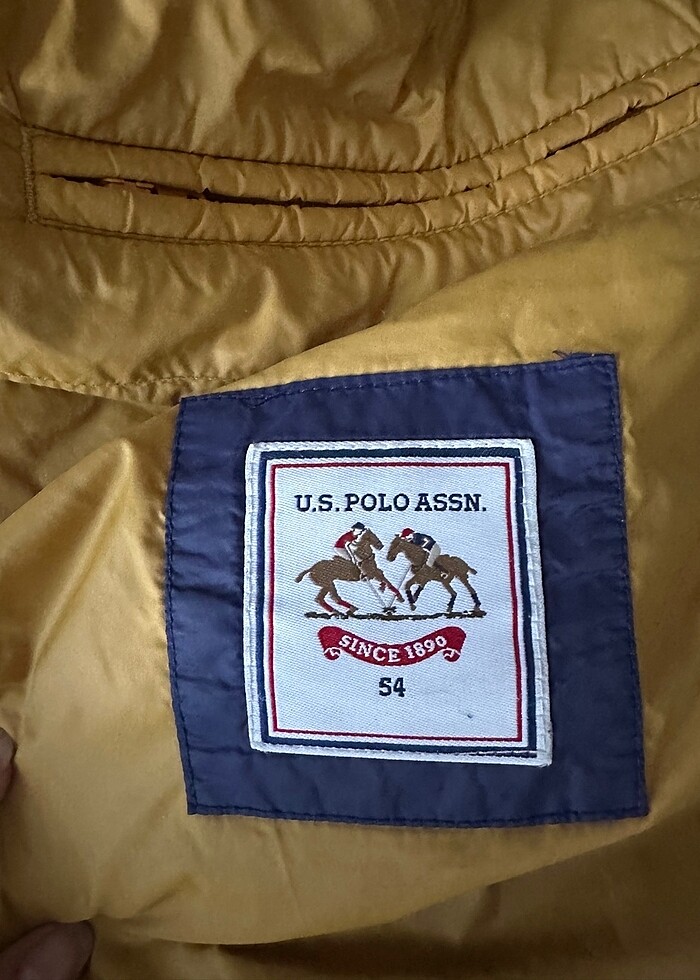 U.S. POLO ASSN.
SINCE 1890
54